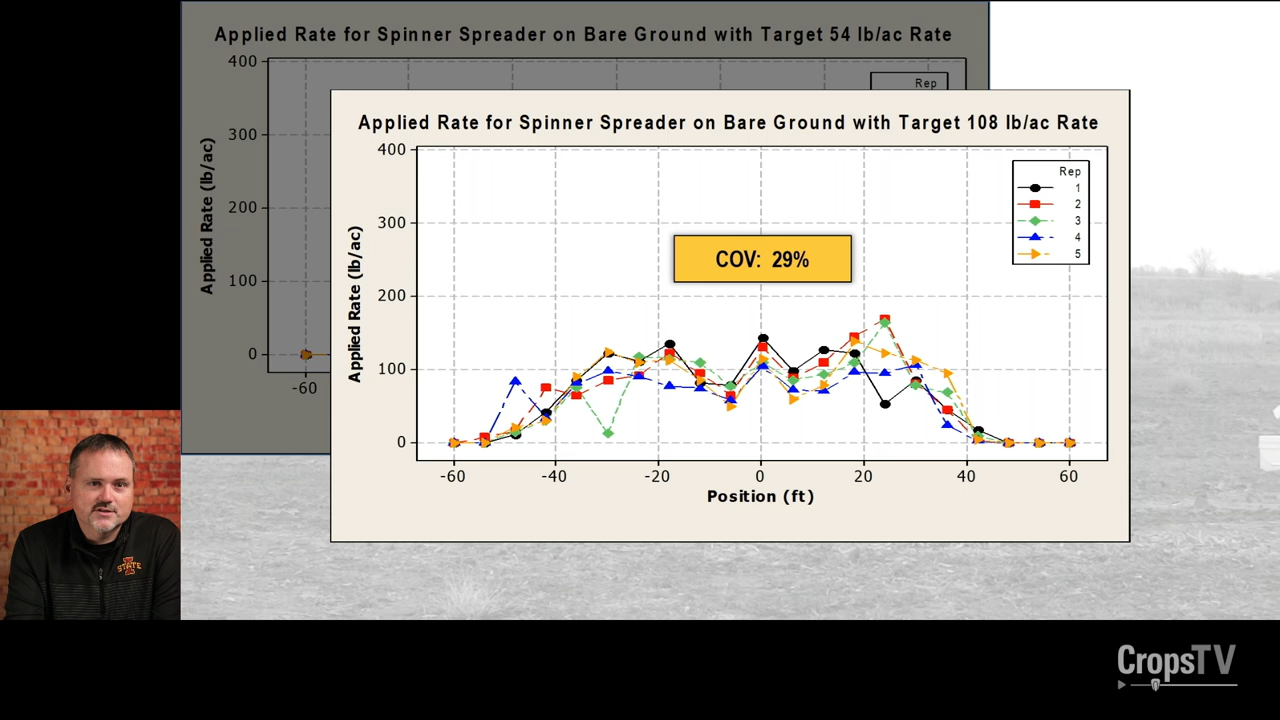 Applied Rate for Spinner Spreader on Bare Ground with Target 54 lb/ac Rate
400
300
200
100
0
Applied Rate (lb/ac)
-60
Rep
Applied Rate for Spinner Spreader on Bare Ground with Target 108 lb/ac Rate
400
300
200
100
0
Applied Rate (lb/ac)
COV: 29%
Rep
1
2
3
4
5
-60 -40 -20 0 20 40 60
Position (ft)
STATE
CropsTV